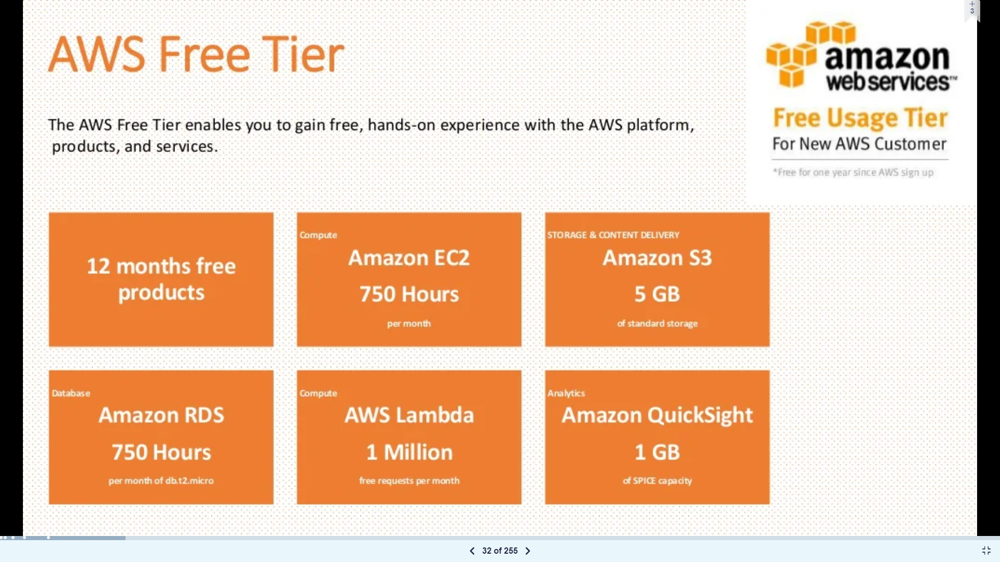 +
3
AWS Free Tier
amazon
web services™
Free Usage Tier
For New AWS Customer
*Free for one year since AWS sign up
The AWS Free Tier enables you to gain free, hands-on experience with the AWS platform,
products, and services.
12 months free
products
Compute
Amazon EC2
750 Hours
per month
STORAGE & CONTENT DELIVERY
Amazon S3
5 GB
of standard storage
Database
Amazon RDS
750 Hours
per month of db.t2.micro
Compute
AWS Lambda
1 Million
free requests per month
Analytics
Amazon QuickSight
1 GB
of SPICE capacity
32 of 255